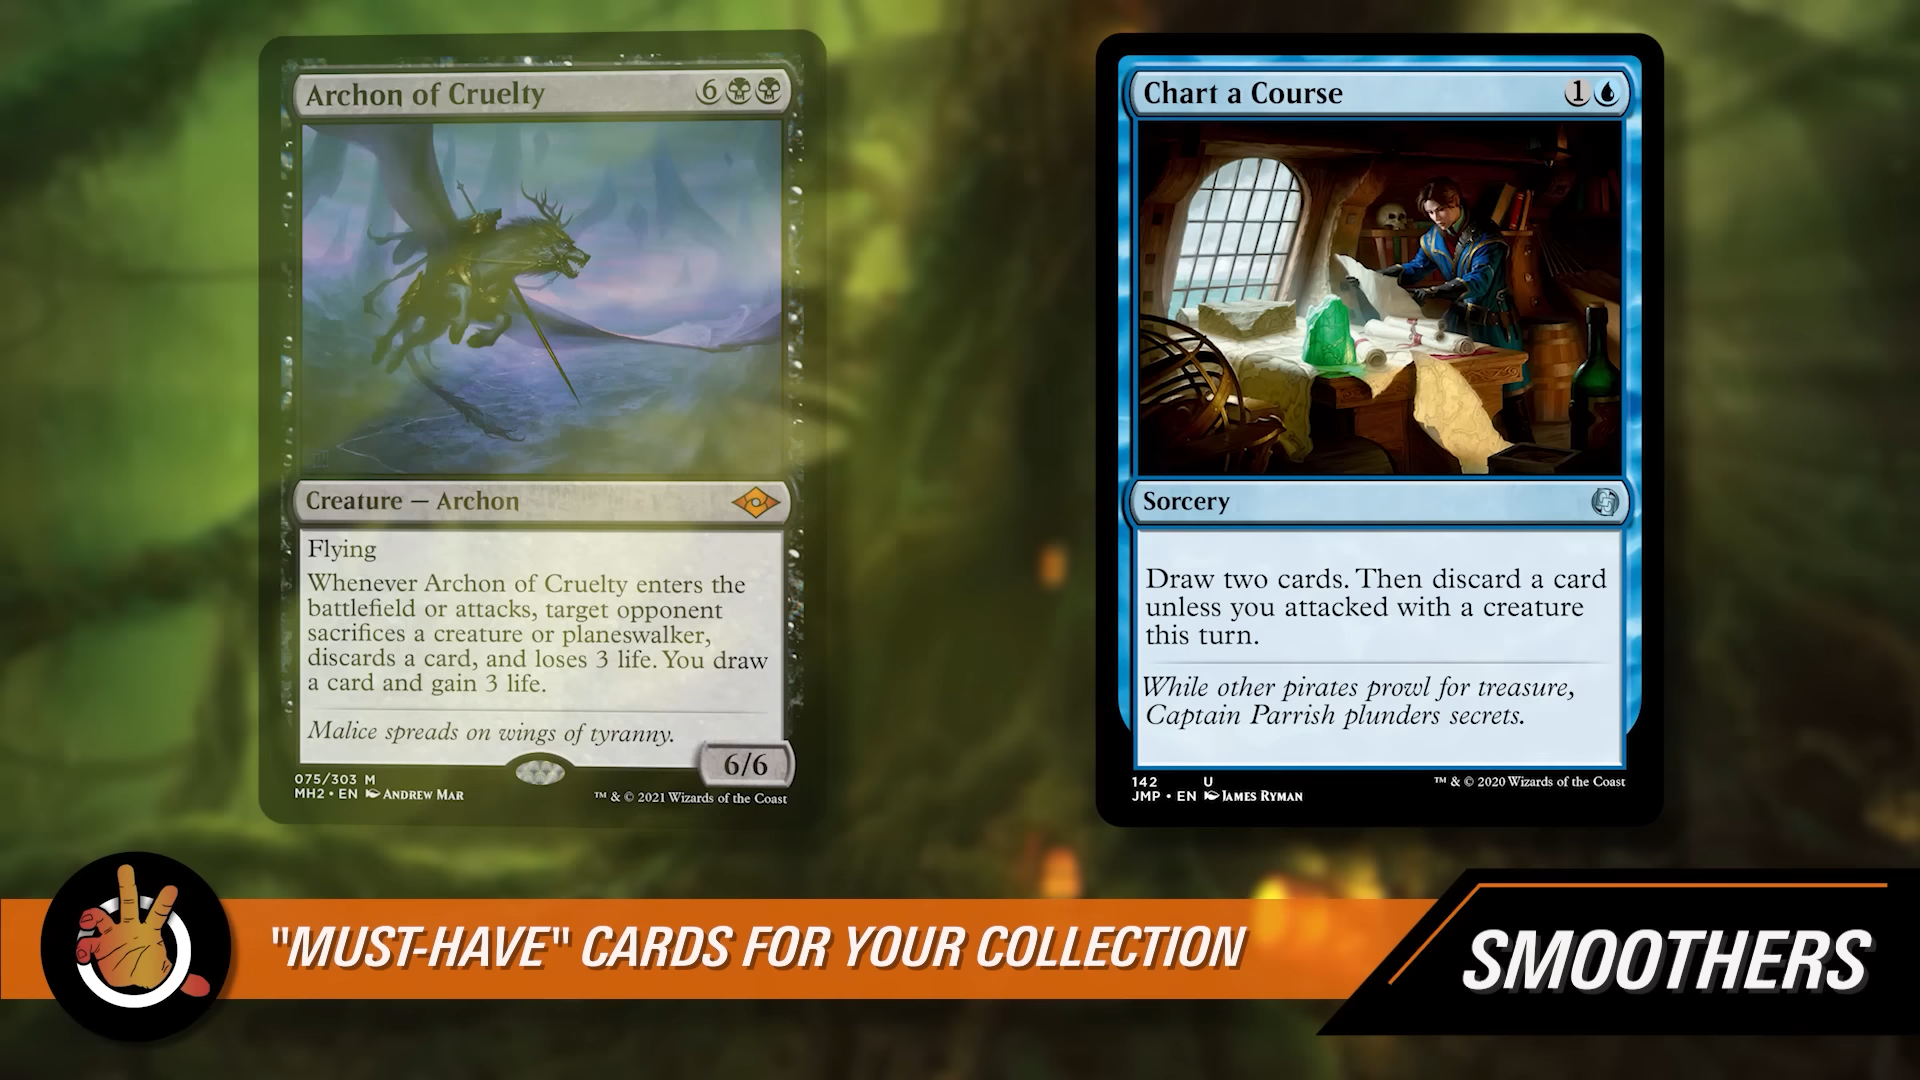 Archon of Cruelty 6
Creature — Archon
Flying
Whenever Archon of Cruelty enters the
battlefield or attacks, target opponent
sacrifices a creature or planeswalker,
discards a card, and loses 3 life. You draw
a card and gain 3 life.
Malice spreads on wings of tyranny.
6/6
075/303 M
MH2 • EN ANDREW MAR
™ & © 2021 Wizards of the Coast
Chart a Course 1
Sorcery
Draw two cards. Then discard a card
unless you attacked with a creature
this turn.
While other pirates prowl for treasure,
Captain Parrish plunders secrets.
142 U
JMP • EN JAMES RYMAN
™ & © 2020 Wizards of the Coast
"MUST-HAVE" CARDS FOR YOUR COLLECTION
SMOOTHERS